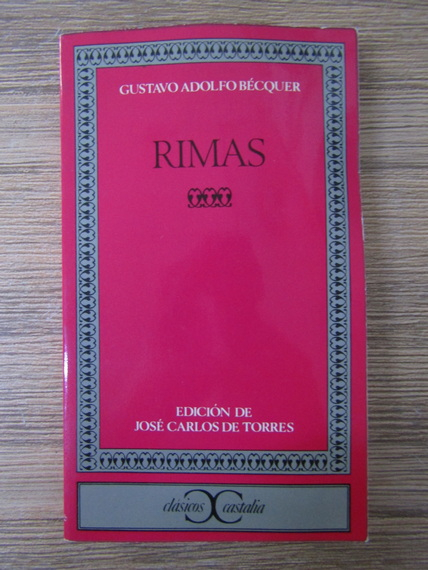 GUSTAVO ADOLFO BÉCQUER
RIMAS
EDICIÓN DE
JOSÉ CARLOS DE TORRES
clásicos castalia